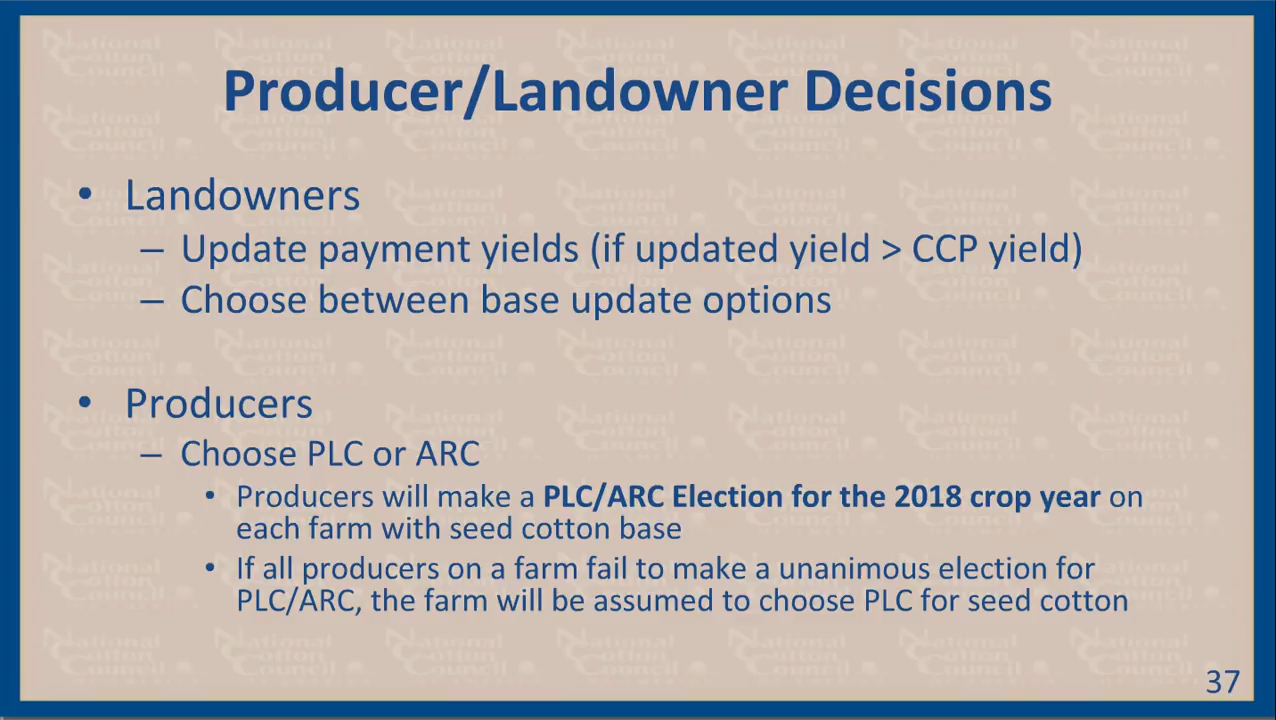 Producer/Landowner Decisions
• Landowners
– Update payment yields (if updated yield > CCP yield)
– Choose between base update options
• Producers
– Choose PLC or ARC
• Producers will make a PLC/ARC Election for the 2018 crop year on
each farm with seed cotton base
• If all producers on a farm fail to make a unanimous election for
PLC/ARC, the farm will be assumed to choose PLC for seed cotton
37
National Cotton Council